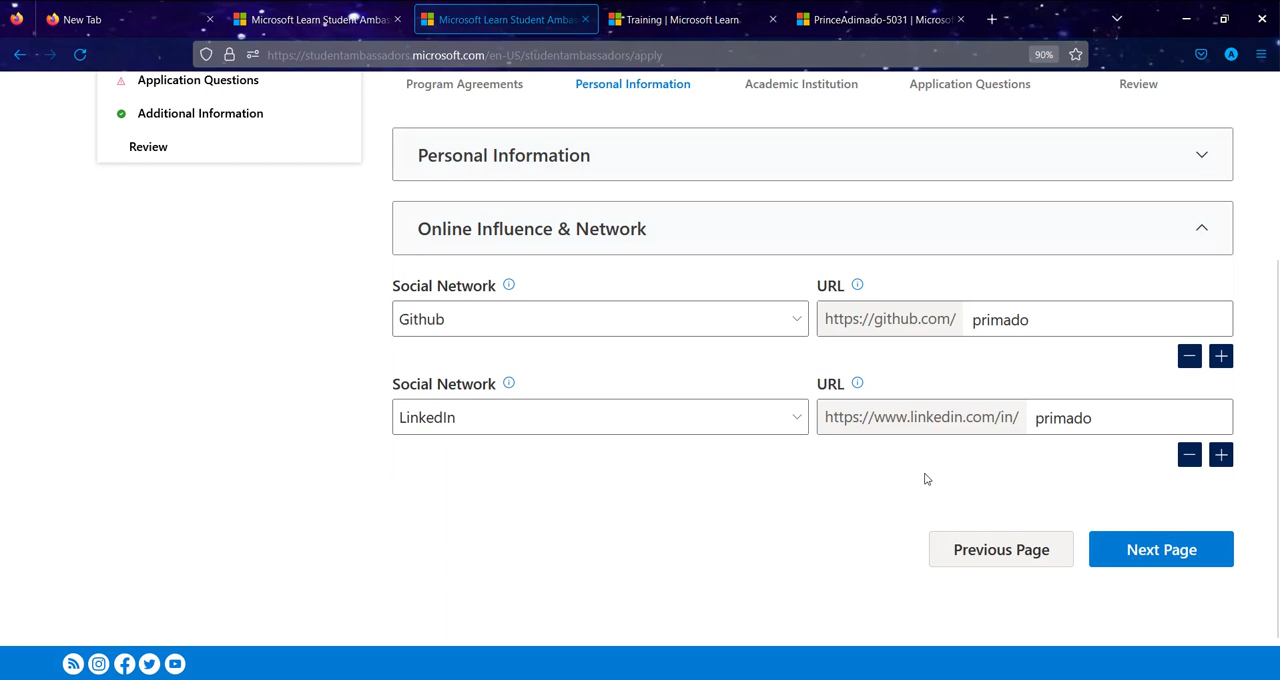 New Tab
Microsoft Learn Student Ambas
Microsoft Learn Student Ambas
Training | Microsoft Learn
PrinceAdimado-5031 | Microsof
https://studentambassadors.microsoft.com/en-US/studentambassadors/apply
90%
A
Application Questions
Additional Information
Review
Program Agreements
Personal Information
Academic Institution
Application Questions
Review
Personal Information
Online Influence & Network
Social Network
URL
Github
https://github.com/ primado
Social Network
URL
LinkedIn
https://www.linkedin.com/in/ primado
Previous Page
Next Page